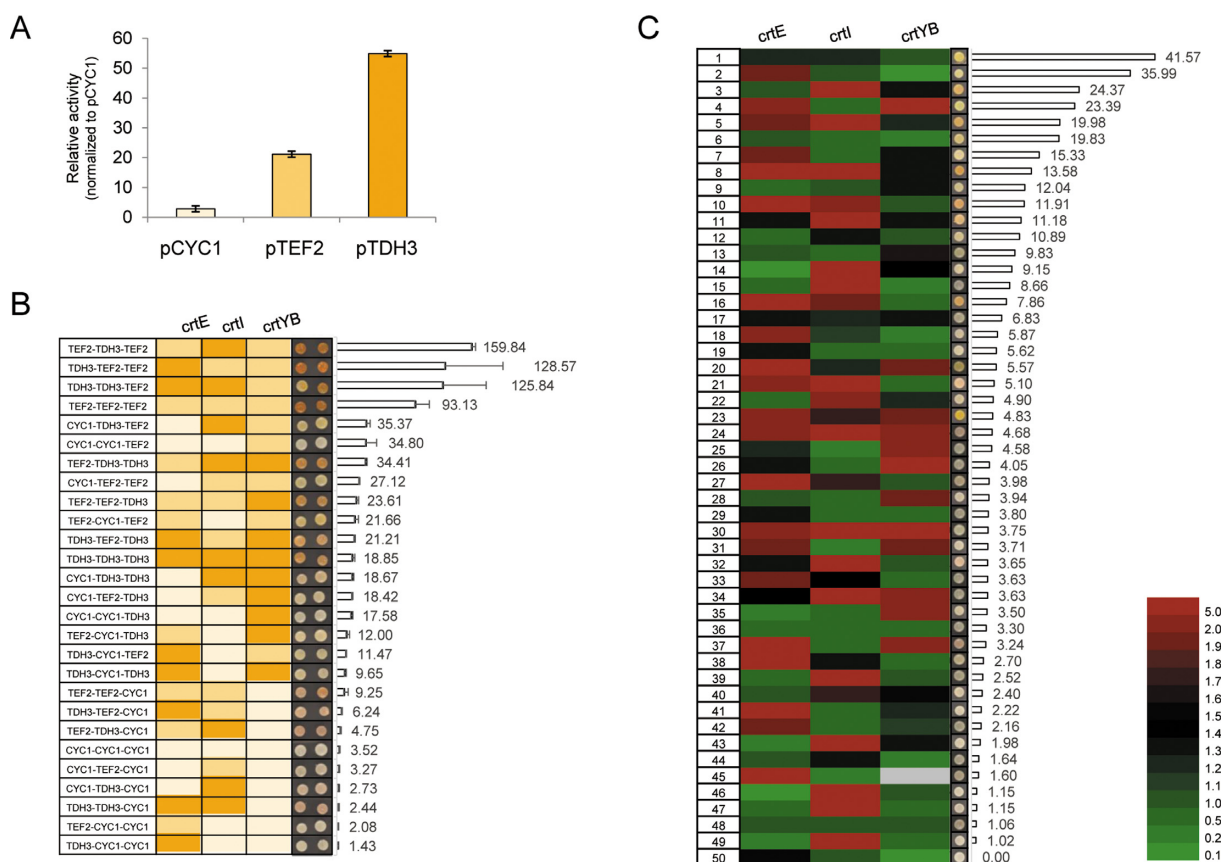 A
Relative activity
(normalized to pCYC1)
60
50
40
30
20
10
0
pCYC1 pTEF2 pTDH3
B
crtE crtI crtYB
TEF2-TDH3-TEF2 159.84
TDH3-TEF2-TEF2 128.57
TDH3-TDH3-TEF2 125.84
TEF2-TEF2-TEF2 93.13
CYC1-TDH3-TEF2 35.37
CYC1-CYC1-TEF2 34.80
TEF2-TDH3-TDH3 34.41
CYC1-TEF2-TEF2 27.12
TEF2-TEF2-TDH3 23.61
TEF2-CYC1-TEF2 21.66
TDH3-TEF2-TDH3 21.21
TDH3-TDH3-TDH3 18.85
CYC1-TDH3-TDH3 18.67
CYC1-TEF2-TDH3 18.42
CYC1-CYC1-TDH3 17.58
TEF2-CYC1-TDH3 12.00
TDH3-CYC1-TEF2 11.47
TDH3-CYC1-TDH3 9.65
TEF2-TEF2-CYC1 9.25
TDH3-TEF2-CYC1 6.24
TEF2-TDH3-CYC1 4.75
CYC1-CYC1-CYC1 3.52
CYC1-TEF2-CYC1 3.27
CYC1-TDH3-CYC1 2.73
TDH3-TDH3-CYC1 2.44
TEF2-CYC1-CYC1 2.08
TDH3-CYC1-CYC1 1.43
C
crtE crtI crtYB
1 41.57
2 35.99
3 24.37
4 23.39
5 19.98
6 19.83
7 15.33
8 13.58
9 12.04
10 11.91
11 11.18
12 10.89
13 9.83
14 9.15
15 8.66
16 7.86
17 6.83
18 5.87
19 5.62
20 5.57
21 5.10
22 4.90
23 4.83
24 4.68
25 4.58
26 4.05
27 3.98
28 3.94
29 3.80
30 3.75
31 3.71
32 3.65
33 3.63
34 3.63
35 3.50
36 3.30
37 3.24
38 2.70
39 2.52
40 2.40
41 2.22
42 2.16
43 1.98
44 1.64
45 1.60
46 1.15
47 1.15
48 1.06
49 1.02
50 0.00
5.0
2.0
1.9
1.8
1.7
1.6
1.5
1.4
1.3
1.2
1.1
1.0
0.5
0.2
0.1